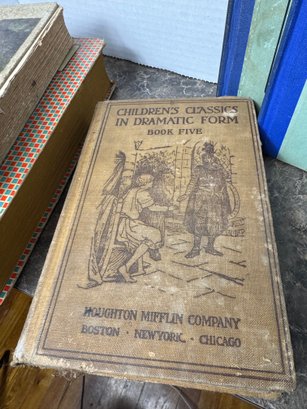 CHILDREN'S CLASSICS
IN DRAMATIC FORM
BOOK FIVE
HOUGHTON MIFFLIN COMPANY
BOSTON · NEW YORK · CHICAGO